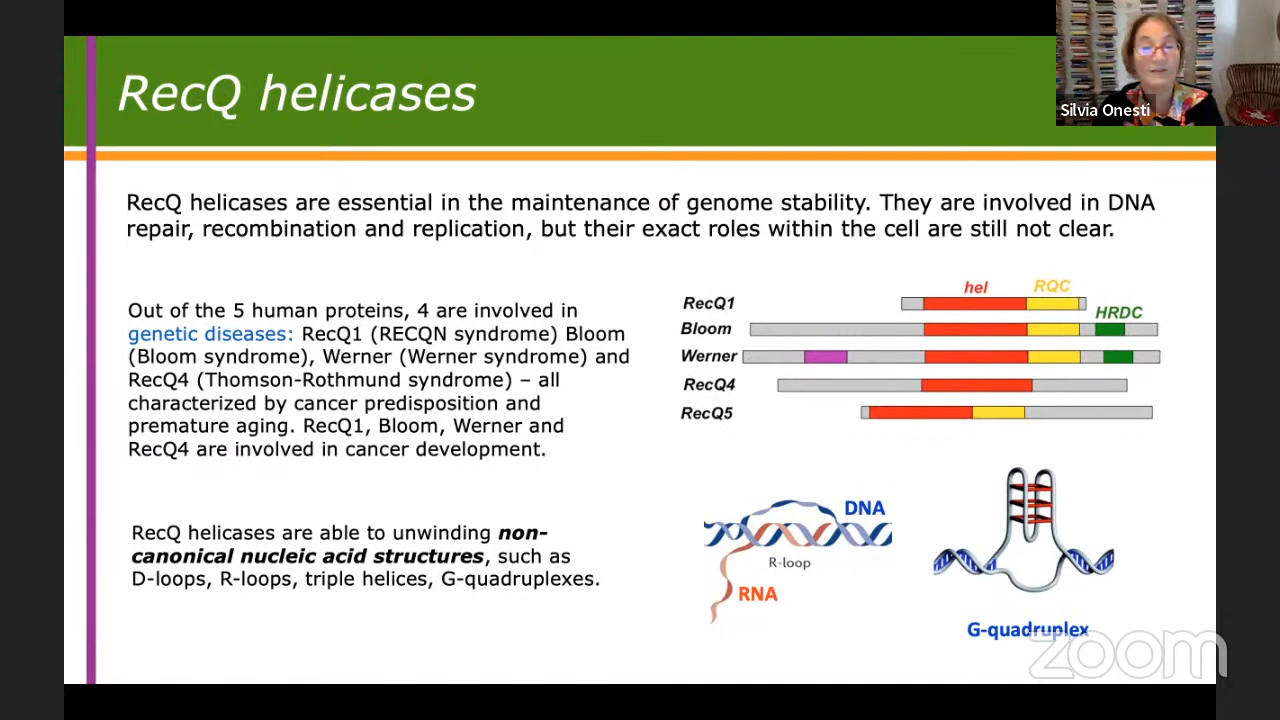 RecQ helicases
Silvia Onesti
RecQ helicases are essential in the maintenance of genome stability. They are involved in DNA
repair, recombination and replication, but their exact roles within the cell are still not clear.
Out of the 5 human proteins, 4 are involved in
genetic diseases: RecQ1 (RECQN syndrome) Bloom
(Bloom syndrome), Werner (Werner syndrome) and
RecQ4 (Thomson-Rothmund syndrome) – all
characterized by cancer predisposition and
premature aging. RecQ1, Bloom, Werner and
RecQ4 are involved in cancer development.
hel
RQC
RecQ1
HRDC
Bloom
Werner
RecQ4
RecQ5
RecQ helicases are able to unwinding non-
canonical nucleic acid structures, such as
D-loops, R-loops, triple helices, G-quadruplexes.
DNA
R-loop
RNA
G-quadruplex
zoom